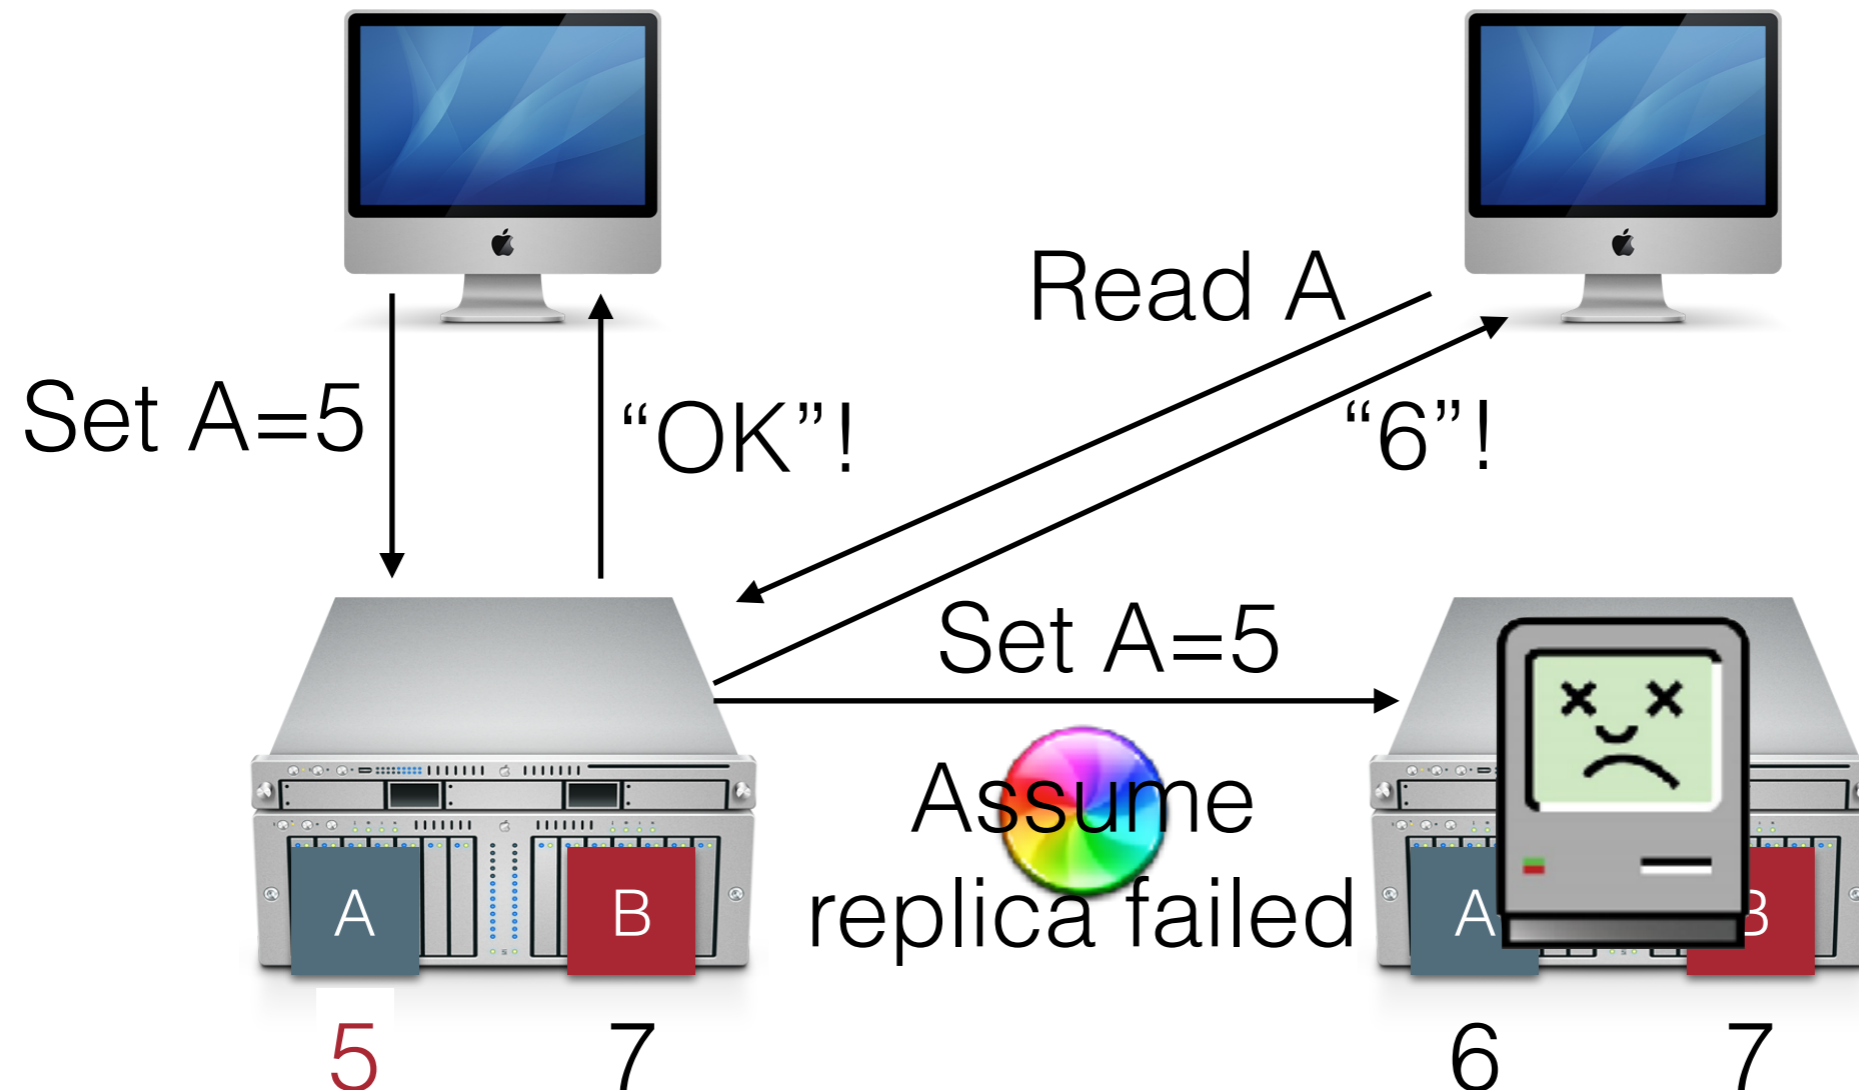 Read A
Set A=5
“OK”!
“6”!
Set A=5
Assume
replica failed
A
B
A
B
5
7
6
7